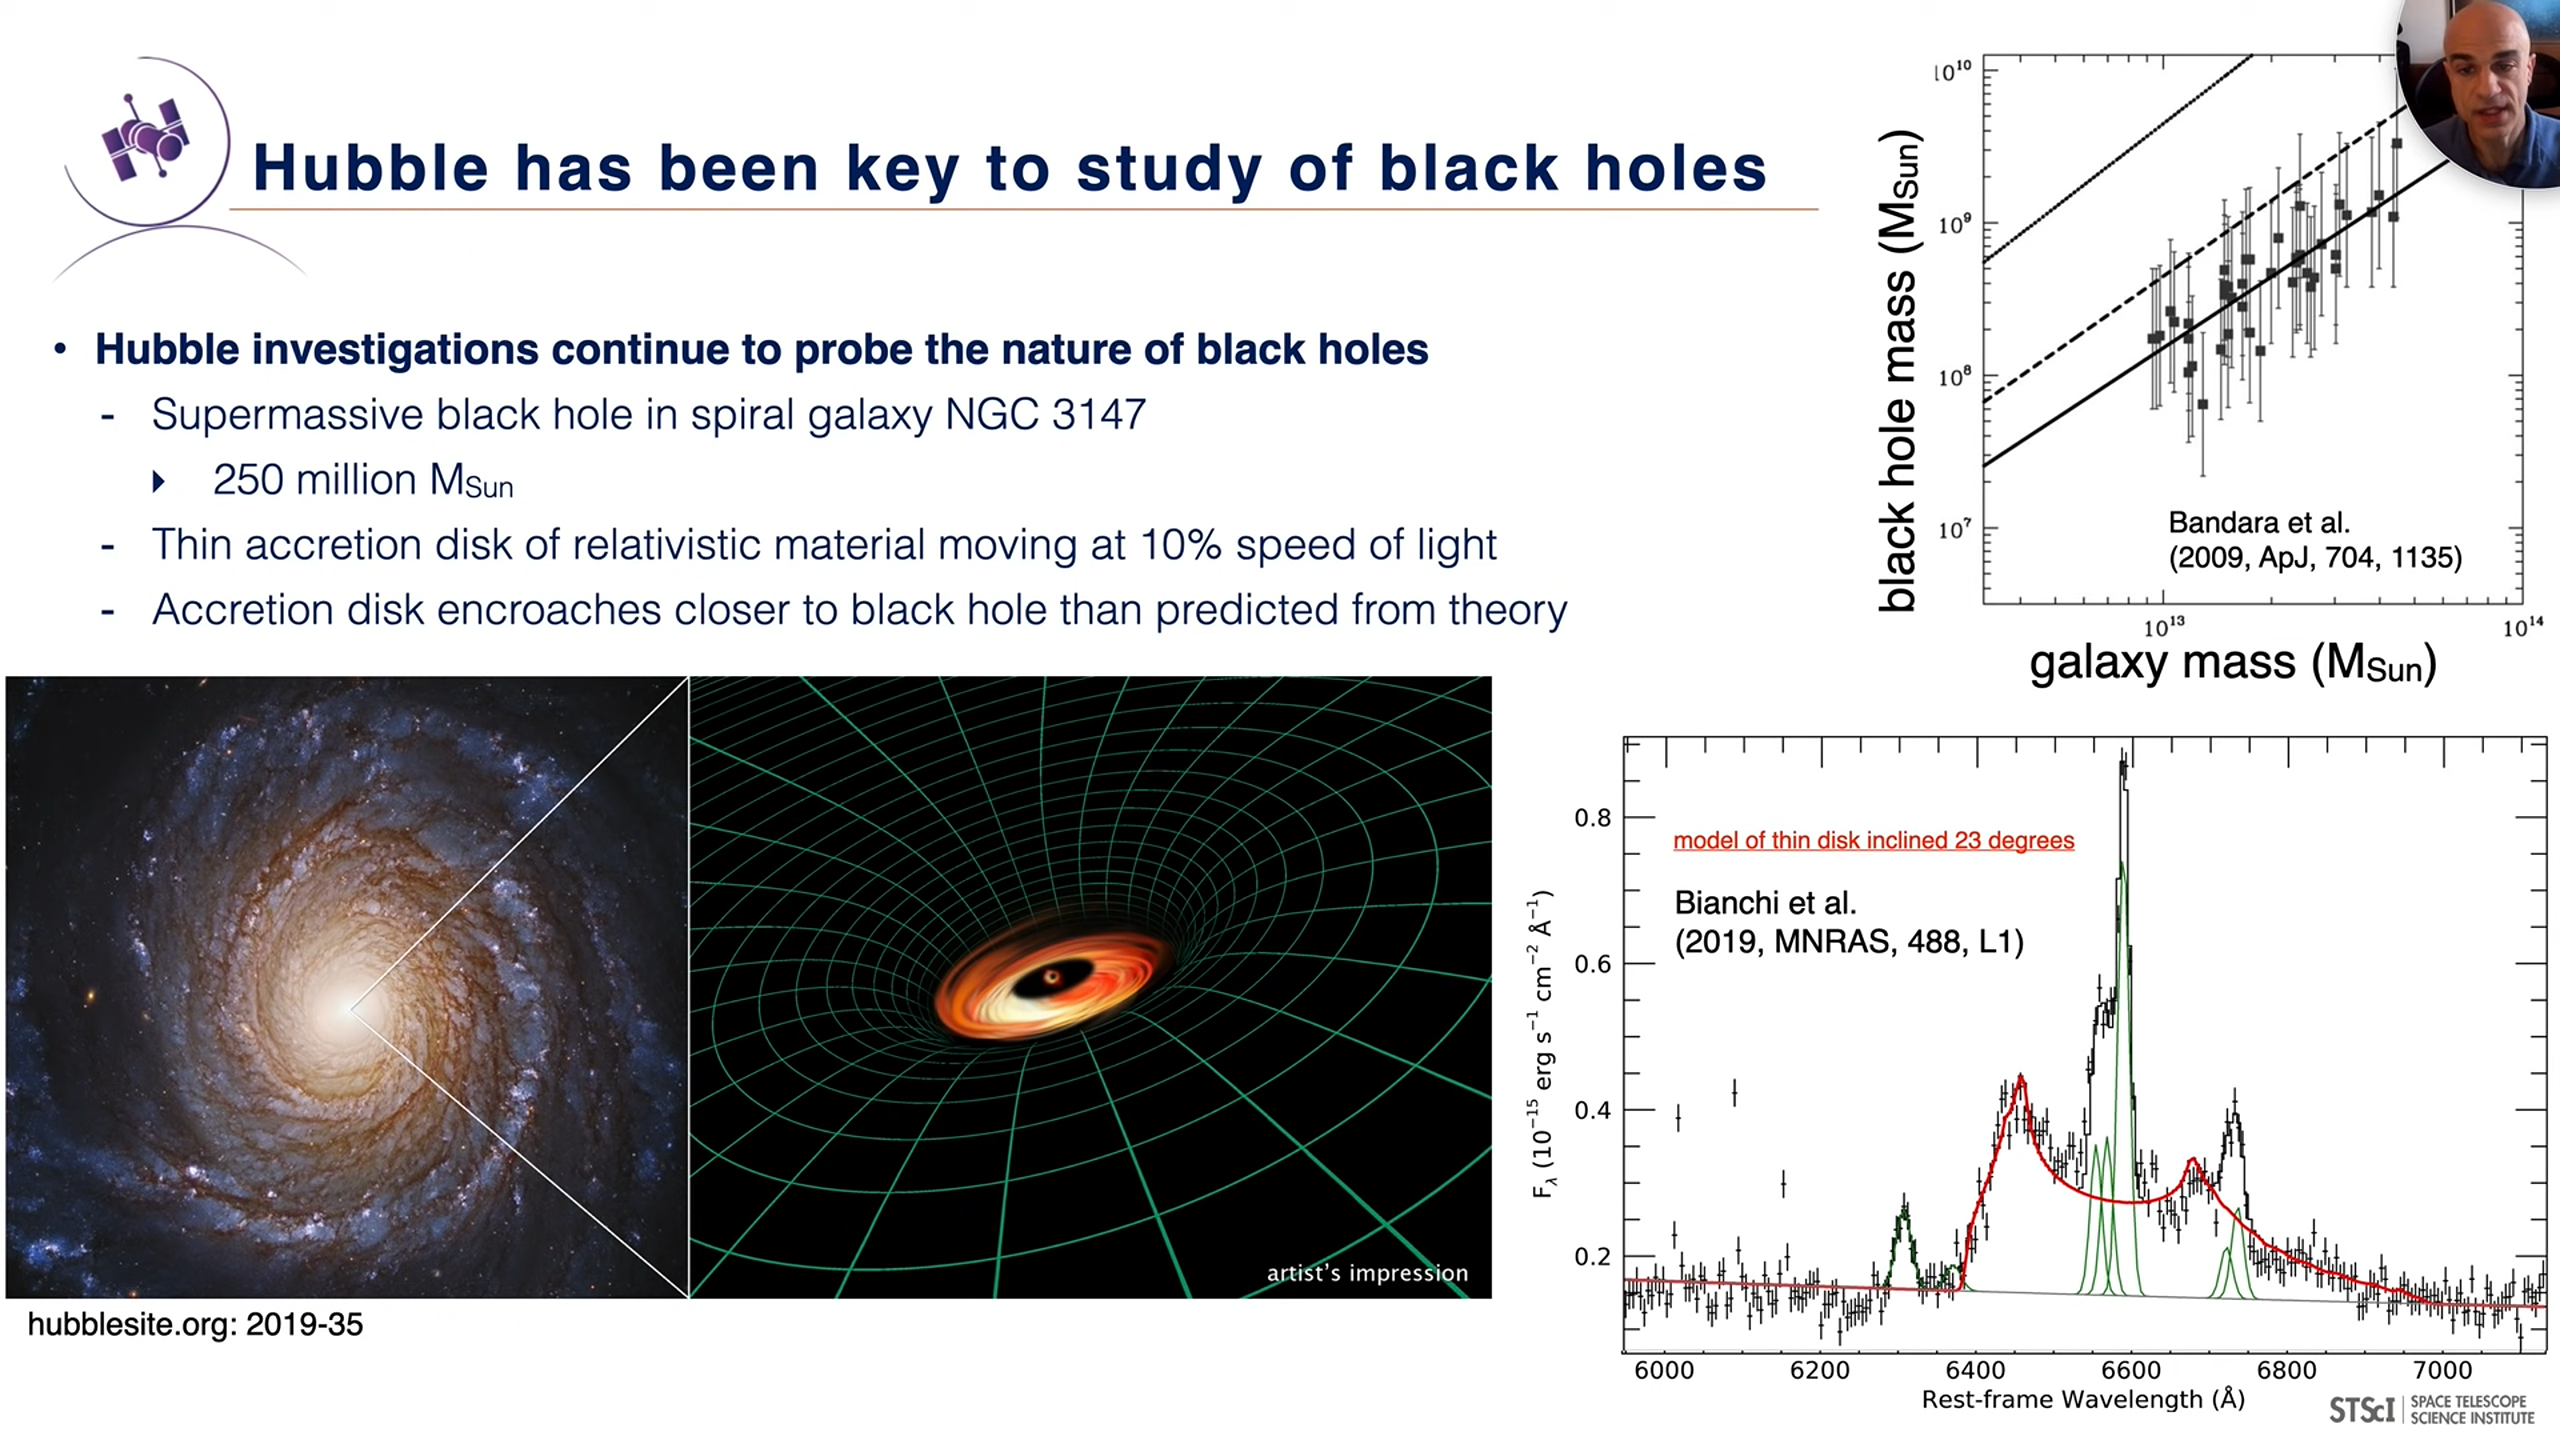 Hubble has been key to study of black holes
• Hubble investigations continue to probe the nature of black holes
- Supermassive black hole in spiral galaxy NGC 3147
250 million MSun
- Thin accretion disk of relativistic material moving at 10% speed of light
- Accretion disk encroaches closer to black hole than predicted from theory
artist's impression
hubblesite.org: 2019-35
black hole mass (MSun)
10¹⁰
10⁹
10⁸
10⁷
Bandara et al.
(2009, ApJ, 704, 1135)
10¹³ 10¹⁴
galaxy mass (MSun)
model of thin disk inclined 23 degrees
Bianchi et al.
(2019, MNRAS, 488, L1)
Fλ (10⁻¹⁵ erg s⁻¹ cm⁻² Å⁻¹)
0.8
0.6
0.4
0.2
6000 6200 6400 6600 6800 7000
Rest-frame Wavelength (Å)
STScI | SPACE TELESCOPE
SCIENCE INSTITUTE